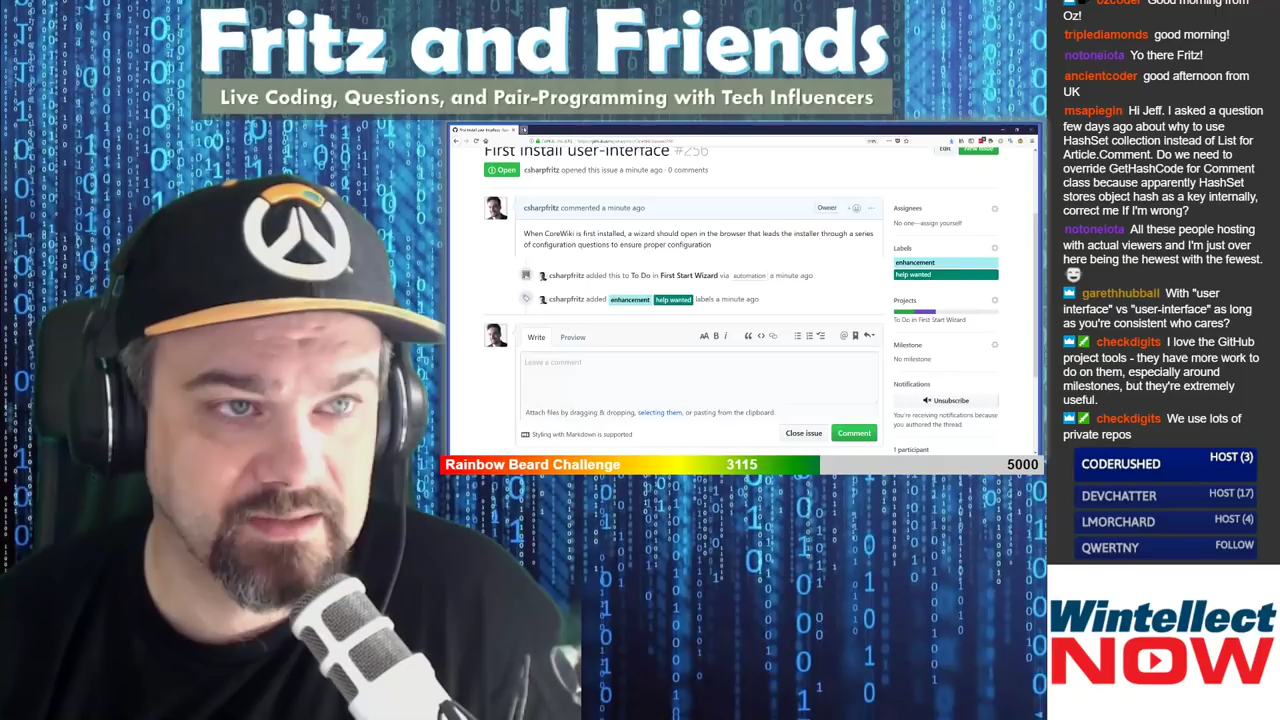 Fritz and Friends
Live Coding, Questions, and Pair-Programming with Tech Influencers
First install user-interface #256
Edit
New issue
Open
csharpfritz opened this issue a minute ago · 0 comments
csharpfritz commented a minute ago
Owner
When CoreWiki is first installed, a wizard should open in the browser that leads the installer through a series
of configuration questions to ensure proper configuration
csharpfritz added this to To Do in First Start Wizard via automation a minute ago
csharpfritz added enhancement help wanted labels a minute ago
Write
Preview
AA B i
Leave a comment
Attach files by dragging & dropping, selecting them, or pasting from the clipboard.
Styling with Markdown is supported
Close issue
Comment
Assignees
No one—assign yourself
Labels
enhancement
help wanted
Projects
To Do in First Start Wizard
Milestone
No milestone
Notifications
Unsubscribe
You're receiving notifications because
you authored the thread.
1 participant
Rainbow Beard Challenge
3115
5000
ozcoder Good morning from
Oz!
triplediamonds good morning!
notoneiota Yo there Fritz!
ancientcoder good afternoon from
UK
msapiegin Hi Jeff. I asked a question
few days ago about why to use
HashSet collection instead of List for
Article.Comment. Do we need to
override GetHashCode for Comment
class because apparently HashSet
stores object hash as a key internally,
correct me If I'm wrong?
notoneiota All these people hosting
with actual viewers and I'm just over
here being the fewest with the fewest.
garethhubball With "user
interface" vs "user-interface" as long
as you're consistent who cares?
checkdigits I love the GitHub
project tools - they have more work to
do on them, especially around
milestones, but they're extremely
useful.
checkdigits We use lots of
private repos
CODERUSHED HOST (3)
DEVCHATTER HOST (17)
LMORCHARD HOST (4)
QWERTNY FOLLOW
Wintellect
NOW